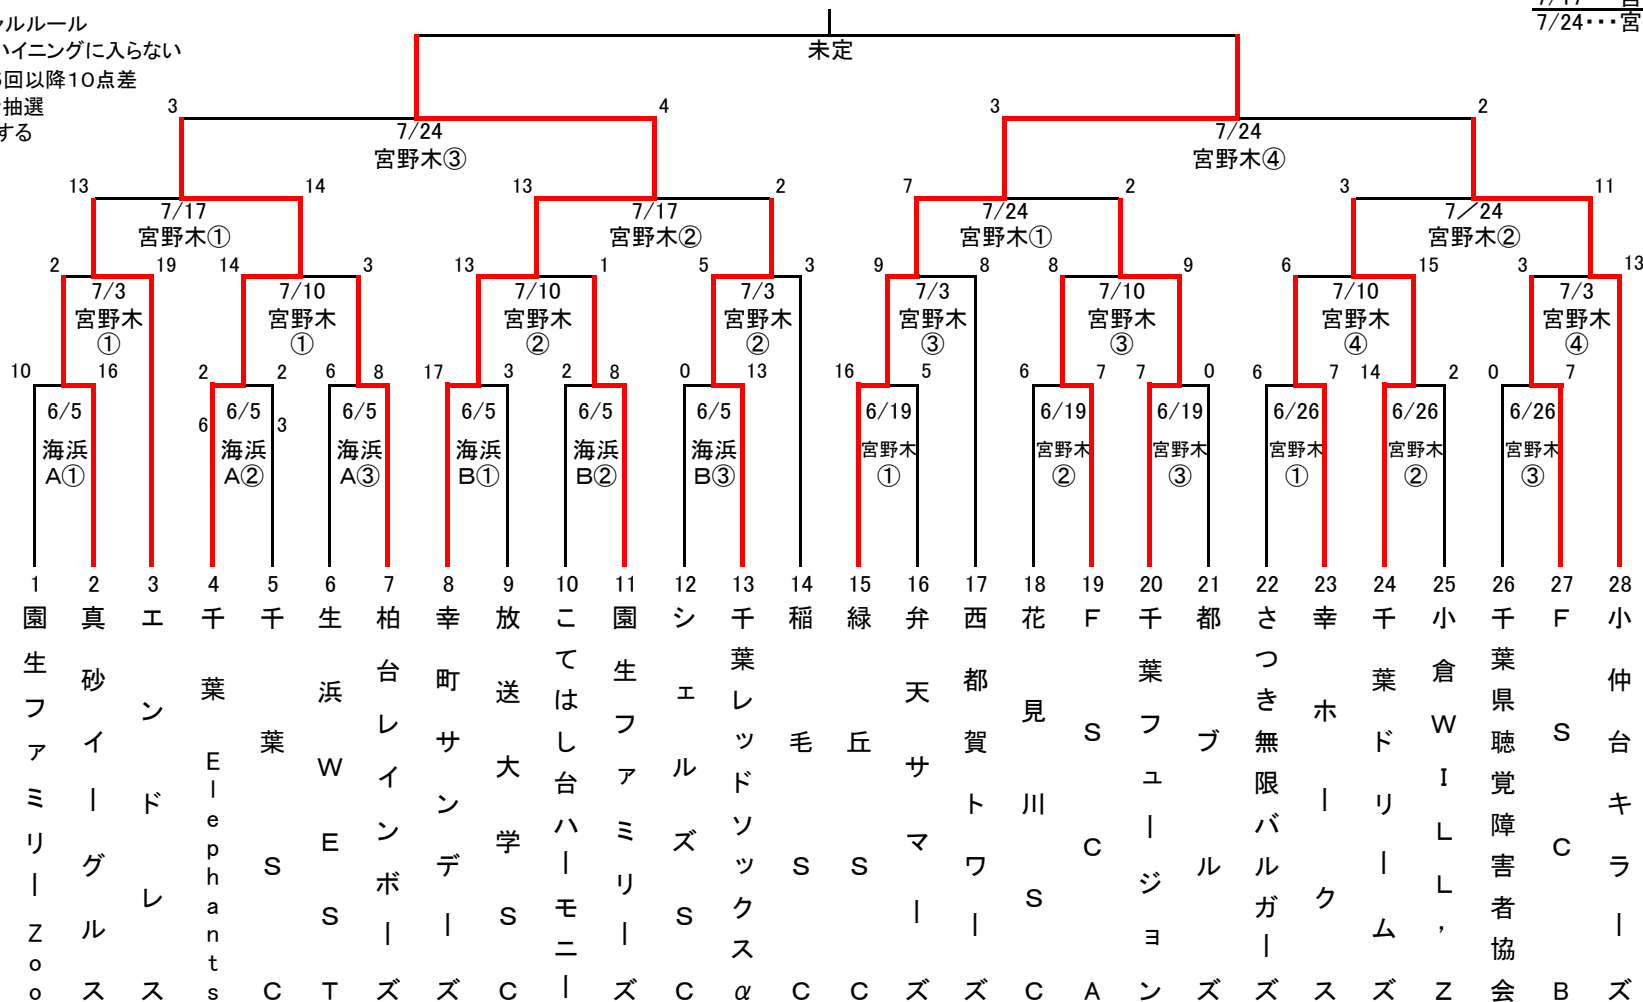 ャルルール
ハイニングに入らない
回以降10点差
抽選
する
7/24・・・宮
未定
3 4 3 2
7/24 7/24
宮野木③ 宮野木④
13 14 13 2 7 2 3 11
7/17 7/17 7/24 7／24
宮野木① 宮野木② 宮野木① 宮野木②
2 19 14 3 13 1 5 3 9 8 8 9 6 15 3 13
7/3 7/10 7/10 7/3 7/3 7/10 7/10 7/3
宮野木 宮野木 宮野木 宮野木 宮野木 宮野木 宮野木 宮野木
① ① ② ② ③ ③ ④ ④
10 16 2 2 6 8 17 3 2 8 0 13 16 5 6 7 7 0 6 7 14 2 0 7
6/5 6/5 6/5 6/5 6/5 6/5 6/19 6/19 6/19 6/26 6/26 6/26
6 3
海浜 海浜 海浜 海浜 海浜 海浜 宮野木 宮野木 宮野木 宮野木 宮野木 宮野木
A① A② A③ B① B② B③ ① ② ③ ① ② ③
1 2 3 4 5 6 7 8 9 10 11 12 13 14 15 16 17 18 19 20 21 22 23 24 25 26 27 28
園生ファミリーZoo
真砂イーグルス
エンドレス
千葉Elephants
千葉SC
生浜WEST
柏台レインボーズ
幸町サンデーズ
放送大学SC
こてはし台ハーモニー
園生ファミリーズ
シェルズSC
千葉レッドソックスα
稲毛SC
緑丘SC
弁天サマーズ
西都賀トワーズ
花見川SC
FSCA
千葉フュージョン
都ブルズ
さつき無限バルガーズ
幸ホークス
千葉ドリームズ
小倉WILL,Z
千葉県聴覚障害者協会
FSCB
小仲台キラーズ